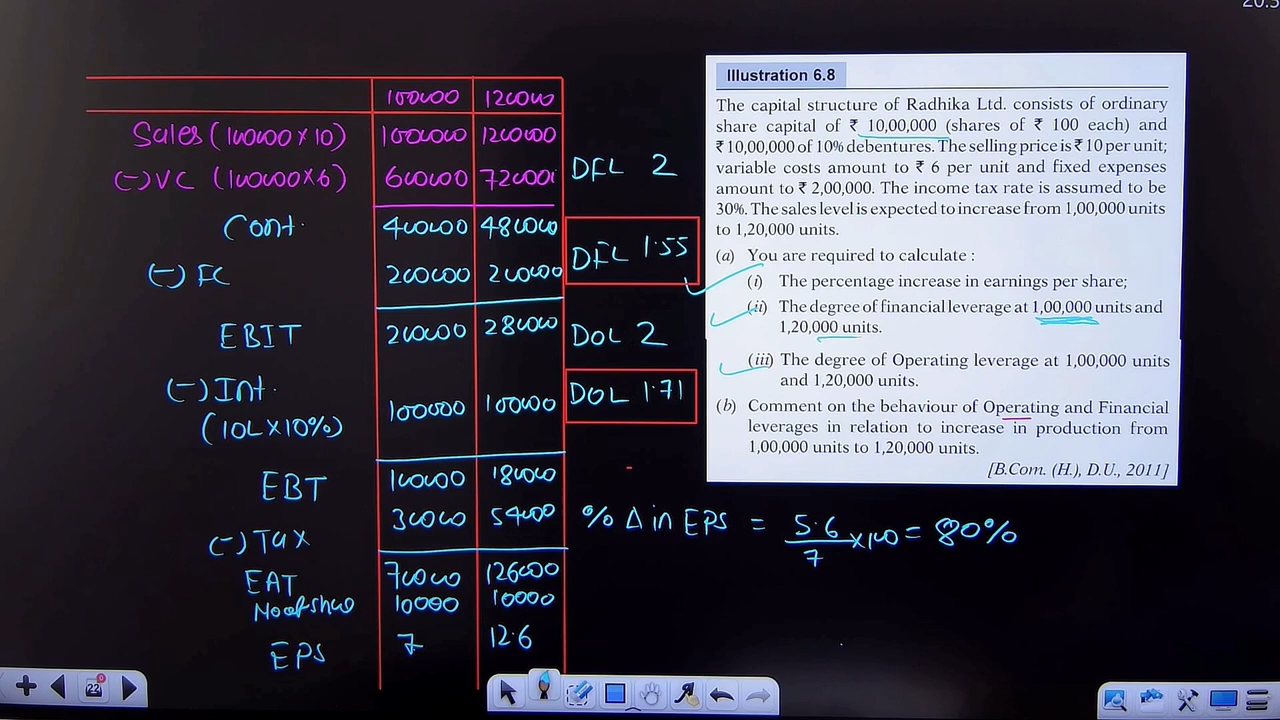 20:3
100000 120000
Sales (100000×10) 1000000 1200000
(-) VC (100000×6) 600000 720000
Cont. 400000 480000
(-) FC 200000 200000
EBIT 200000 280000
(-) Int. 100000 100000
(10L×10%)
EBT 100000 180000
(-) Tax 30000 54000
EAT 70000 126000
No of shes 10000 10000
EPS 7 12.6
DFL 2
DFL 1.55
DOL 2
DOL 1.71
% Δ in EPS = 5.6/7 ×100 = 80%
Illustration 6.8
The capital structure of Radhika Ltd. consists of ordinary
share capital of ₹ 10,00,000 (shares of ₹ 100 each) and
₹ 10,00,000 of 10% debentures. The selling price is ₹ 10 per unit;
variable costs amount to ₹ 6 per unit and fixed expenses
amount to ₹ 2,00,000. The income tax rate is assumed to be
30%. The sales level is expected to increase from 1,00,000 units
to 1,20,000 units.
(a) You are required to calculate :
(i) The percentage increase in earnings per share;
(ii) The degree of financial leverage at 1,00,000 units and
1,20,000 units.
(iii) The degree of Operating leverage at 1,00,000 units
and 1,20,000 units.
(b) Comment on the behaviour of Operating and Financial
leverages in relation to increase in production from
1,00,000 units to 1,20,000 units.
[B.Com. (H.), D.U., 2011]
22